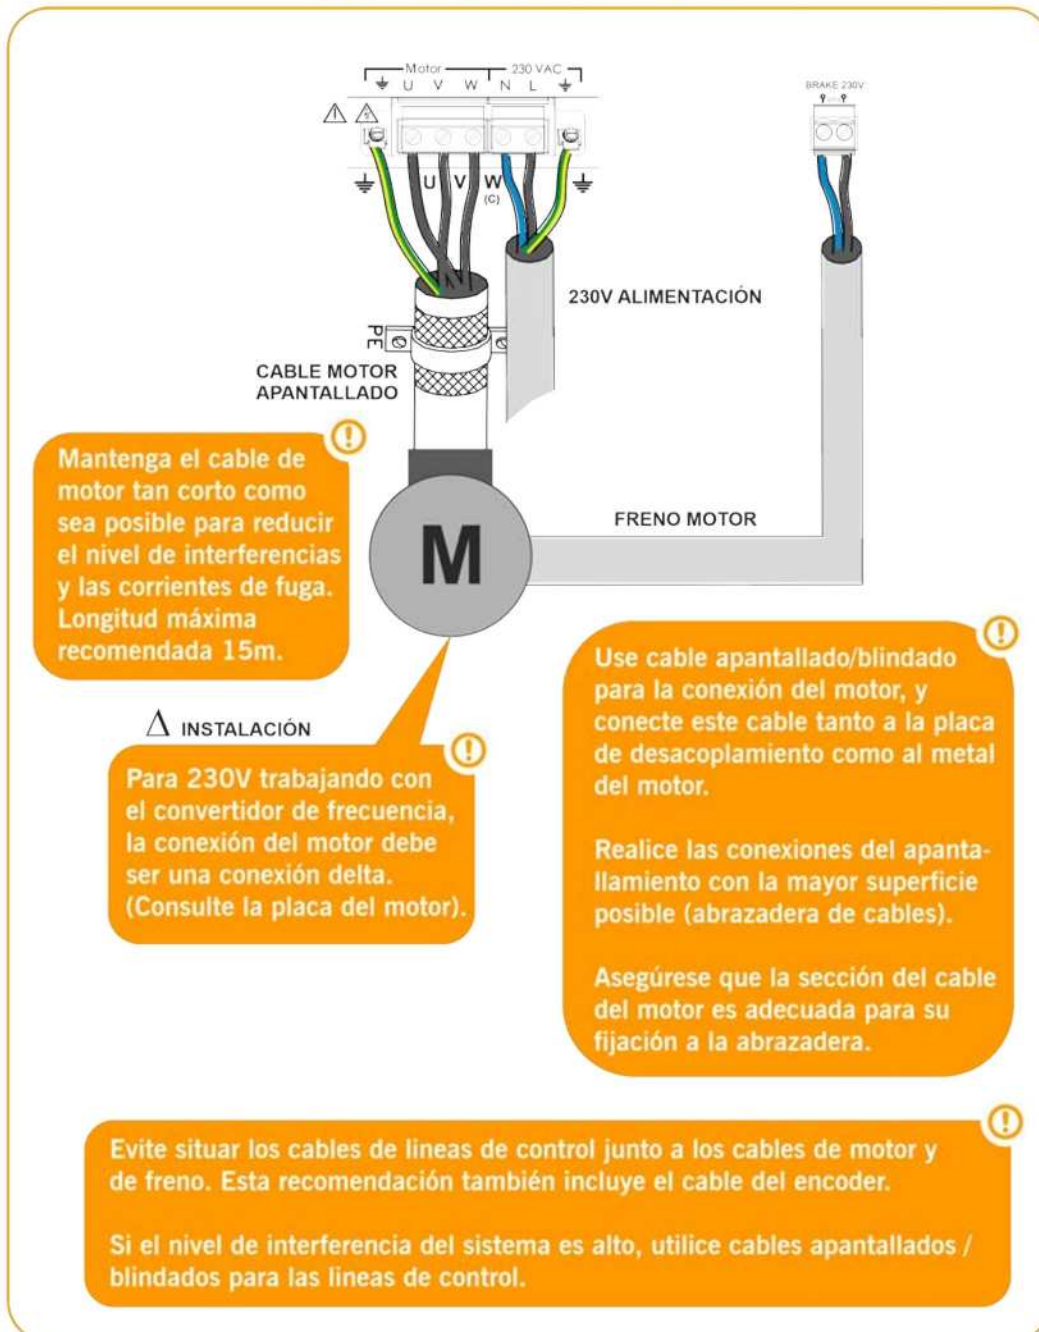 Motor 230 VAC
U V W N L
BRAKE 230V
U V W
(C)
230V ALIMENTACIÓN
PE
CABLE MOTOR
APANTALLADO
Mantenga el cable de
motor tan corto como
sea posible para reducir
el nivel de interferencias
y las corrientes de fuga.
Longitud máxima
recomendada 15m.
FRENO MOTOR
M
Δ INSTALACIÓN
Para 230V trabajando con
el convertidor de frecuencia,
la conexión del motor debe
ser una conexión delta.
(Consulte la placa del motor).
Use cable apantallado/blindado
para la conexión del motor, y
conecte este cable tanto a la placa
de desacoplamiento como al metal
del motor.
Realice las conexiones del apanta-
llamiento con la mayor superficie
posible (abrazadera de cables).
Asegúrese que la sección del cable
del motor es adecuada para su
fijación a la abrazadera.
Evite situar los cables de lineas de control junto a los cables de motor y
de freno. Esta recomendación también incluye el cable del encoder.
Si el nivel de interferencia del sistema es alto, utilice cables apantallados /
blindados para las lineas de control.